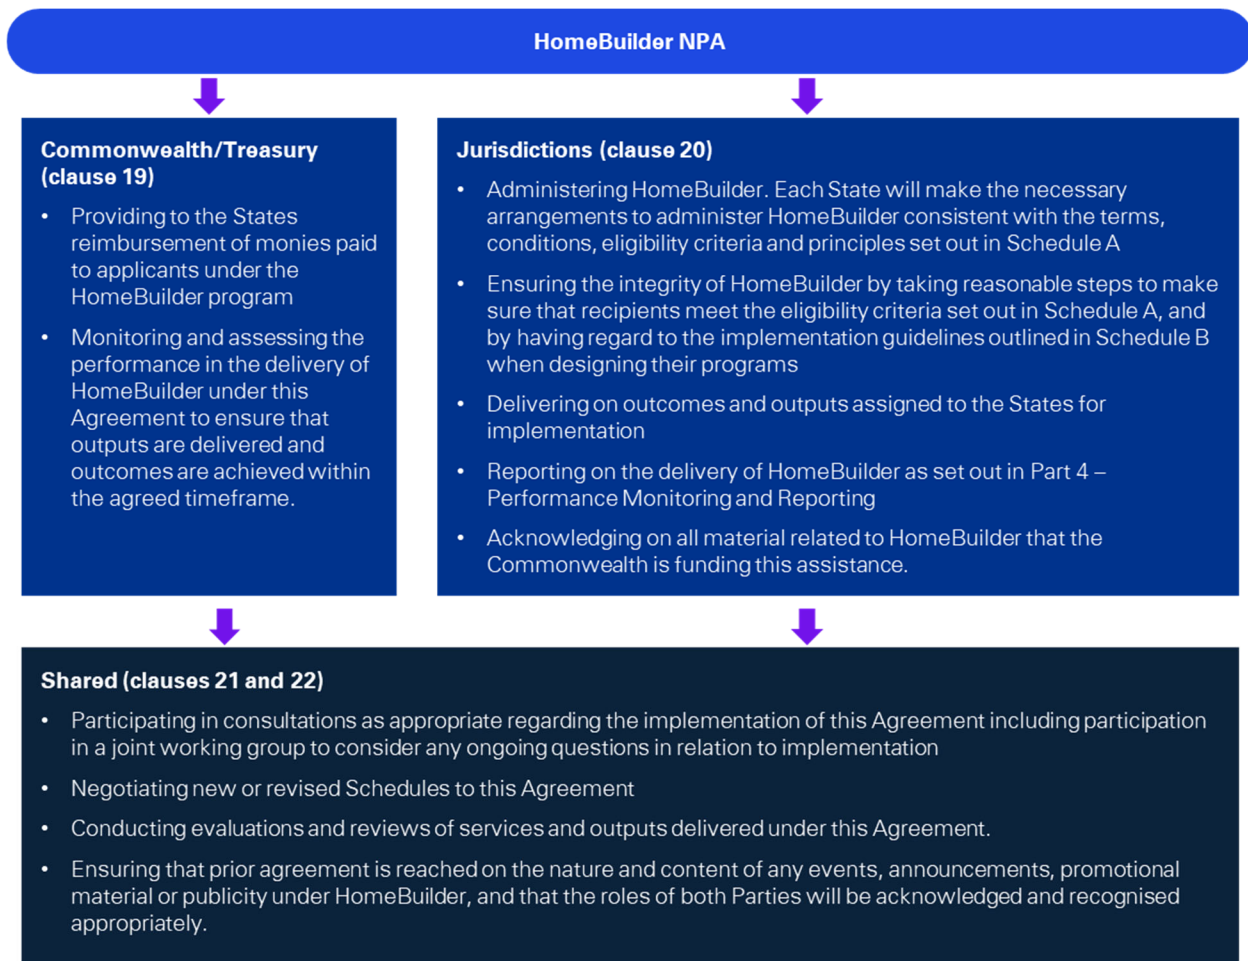 HomeBuilder NPA
Commonwealth/Treasury
(clause 19)
• Providing to the States
reimbursement of monies paid
to applicants under the
HomeBuilder program
• Monitoring and assessing the
performance in the delivery of
HomeBuilder under this
Agreement to ensure that
outputs are delivered and
outcomes are achieved within
the agreed timeframe.
Jurisdictions (clause 20)
• Administering HomeBuilder. Each State will make the necessary
arrangements to administer HomeBuilder consistent with the terms,
conditions, eligibility criteria and principles set out in Schedule A
• Ensuring the integrity of HomeBuilder by taking reasonable steps to make
sure that recipients meet the eligibility criteria set out in Schedule A, and
by having regard to the implementation guidelines outlined in Schedule B
when designing their programs
• Delivering on outcomes and outputs assigned to the States for
implementation
• Reporting on the delivery of HomeBuilder as set out in Part 4 –
Performance Monitoring and Reporting
• Acknowledging on all material related to HomeBuilder that the
Commonwealth is funding this assistance.
Shared (clauses 21 and 22)
• Participating in consultations as appropriate regarding the implementation of this Agreement including participation
in a joint working group to consider any ongoing questions in relation to implementation
• Negotiating new or revised Schedules to this Agreement
• Conducting evaluations and reviews of services and outputs delivered under this Agreement.
• Ensuring that prior agreement is reached on the nature and content of any events, announcements, promotional
material or publicity under HomeBuilder, and that the roles of both Parties will be acknowledged and recognised
appropriately.